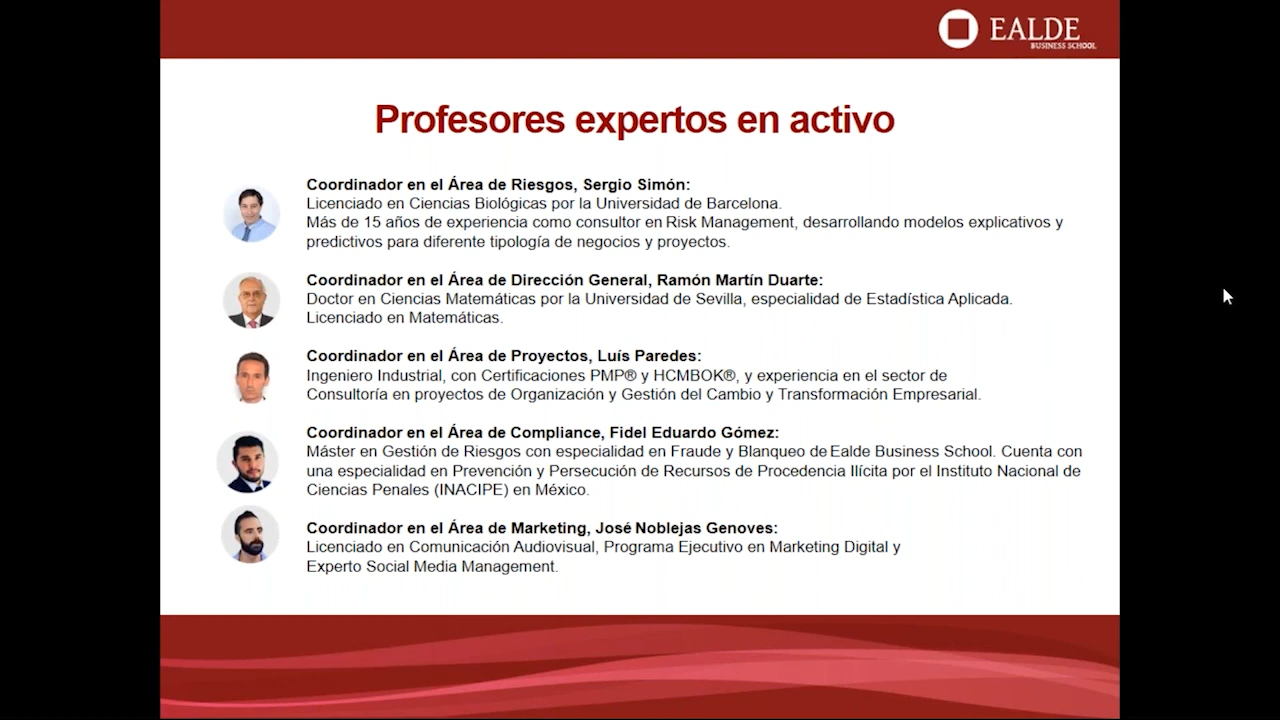 EALDE
BUSINESS SCHOOL
Profesores expertos en activo
Coordinador en el Área de Riesgos, Sergio Simón:
Licenciado en Ciencias Biológicas por la Universidad de Barcelona.
Más de 15 años de experiencia como consultor en Risk Management, desarrollando modelos explicativos y
predictivos para diferente tipología de negocios y proyectos.
Coordinador en el Área de Dirección General, Ramón Martín Duarte:
Doctor en Ciencias Matemáticas por la Universidad de Sevilla, especialidad de Estadística Aplicada.
Licenciado en Matemáticas.
Coordinador en el Área de Proyectos, Luís Paredes:
Ingeniero Industrial, con Certificaciones PMP® y HCMBOK®, y experiencia en el sector de
Consultoría en proyectos de Organización y Gestión del Cambio y Transformación Empresarial.
Coordinador en el Área de Compliance, Fidel Eduardo Gómez:
Máster en Gestión de Riesgos con especialidad en Fraude y Blanqueo de Ealde Business School. Cuenta con
una especialidad en Prevención y Persecución de Recursos de Procedencia Ilícita por el Instituto Nacional de
Ciencias Penales (INACIPE) en México.
Coordinador en el Área de Marketing, José Noblejas Genoves:
Licenciado en Comunicación Audiovisual, Programa Ejecutivo en Marketing Digital y
Experto Social Media Management.